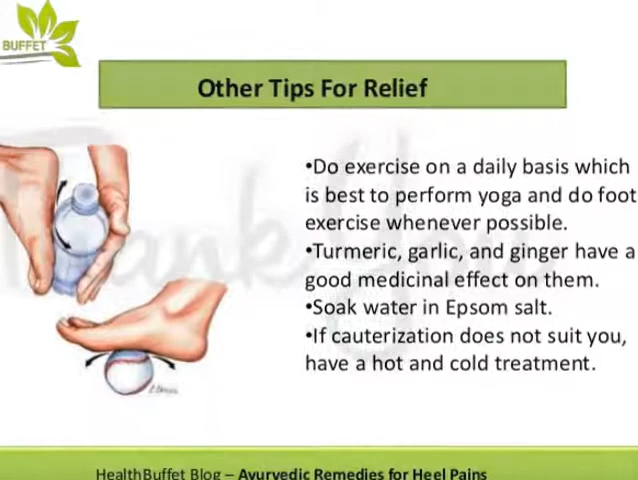 BUFFET
Other Tips For Relief
•Do exercise on a daily basis which
is best to perform yoga and do foot
exercise whenever possible.
•Turmeric, garlic, and ginger have a
good medicinal effect on them.
•Soak water in Epsom salt.
•If cauterization does not suit you,
have a hot and cold treatment.
Thank You
HealthBuffet Blog – Ayurvedic Remedies for Heel Pains